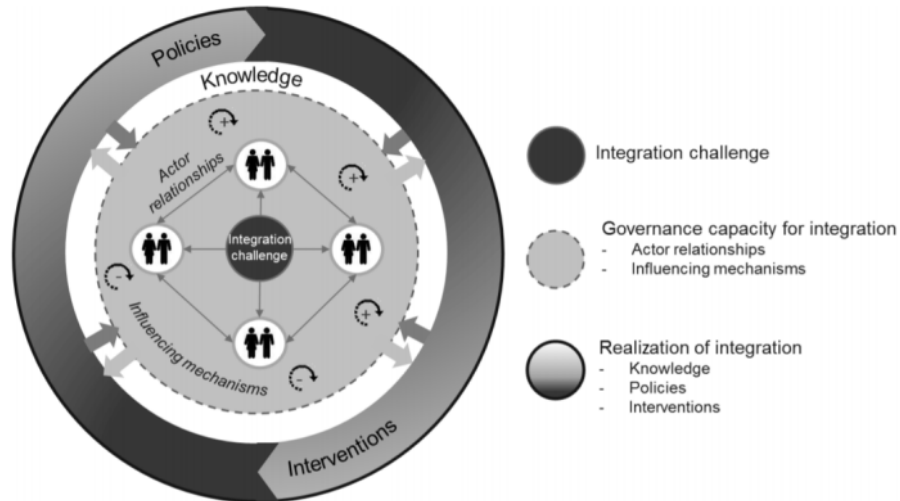 Policies
Knowledge
Actor
relationships
Integration
challenge
Influencing mechanisms
Interventions
+
+
-
+
-
Integration challenge
Governance capacity for integration
- Actor relationships
- Influencing mechanisms
Realization of integration
- Knowledge
- Policies
- Interventions